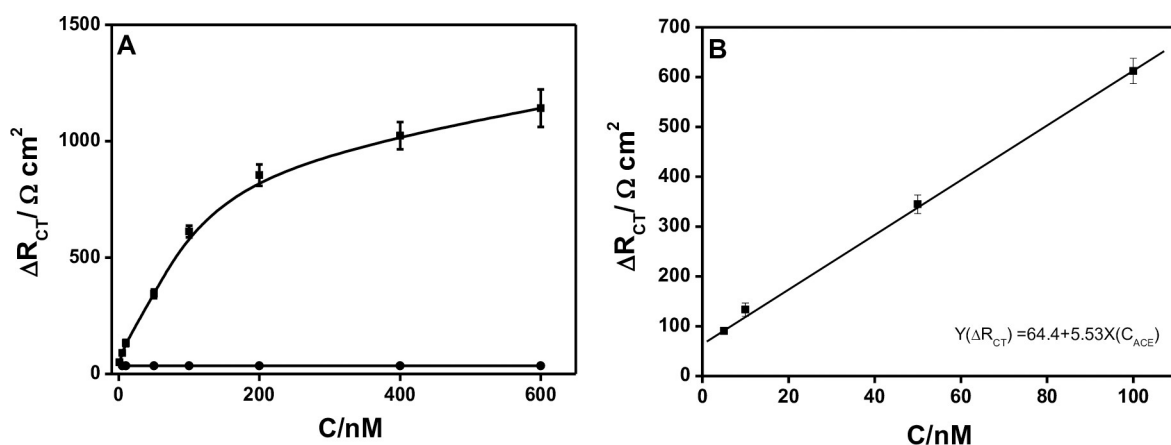 A
1500
1000
500
0
ΔR_CT/ Ω cm²
0 200 400 600
C/nM
B
700
600
500
400
300
200
100
0
ΔR_CT/ Ω cm²
Y(ΔR_CT) =64.4+5.53X(C_ACE)
0 20 40 60 80 100
C/nM